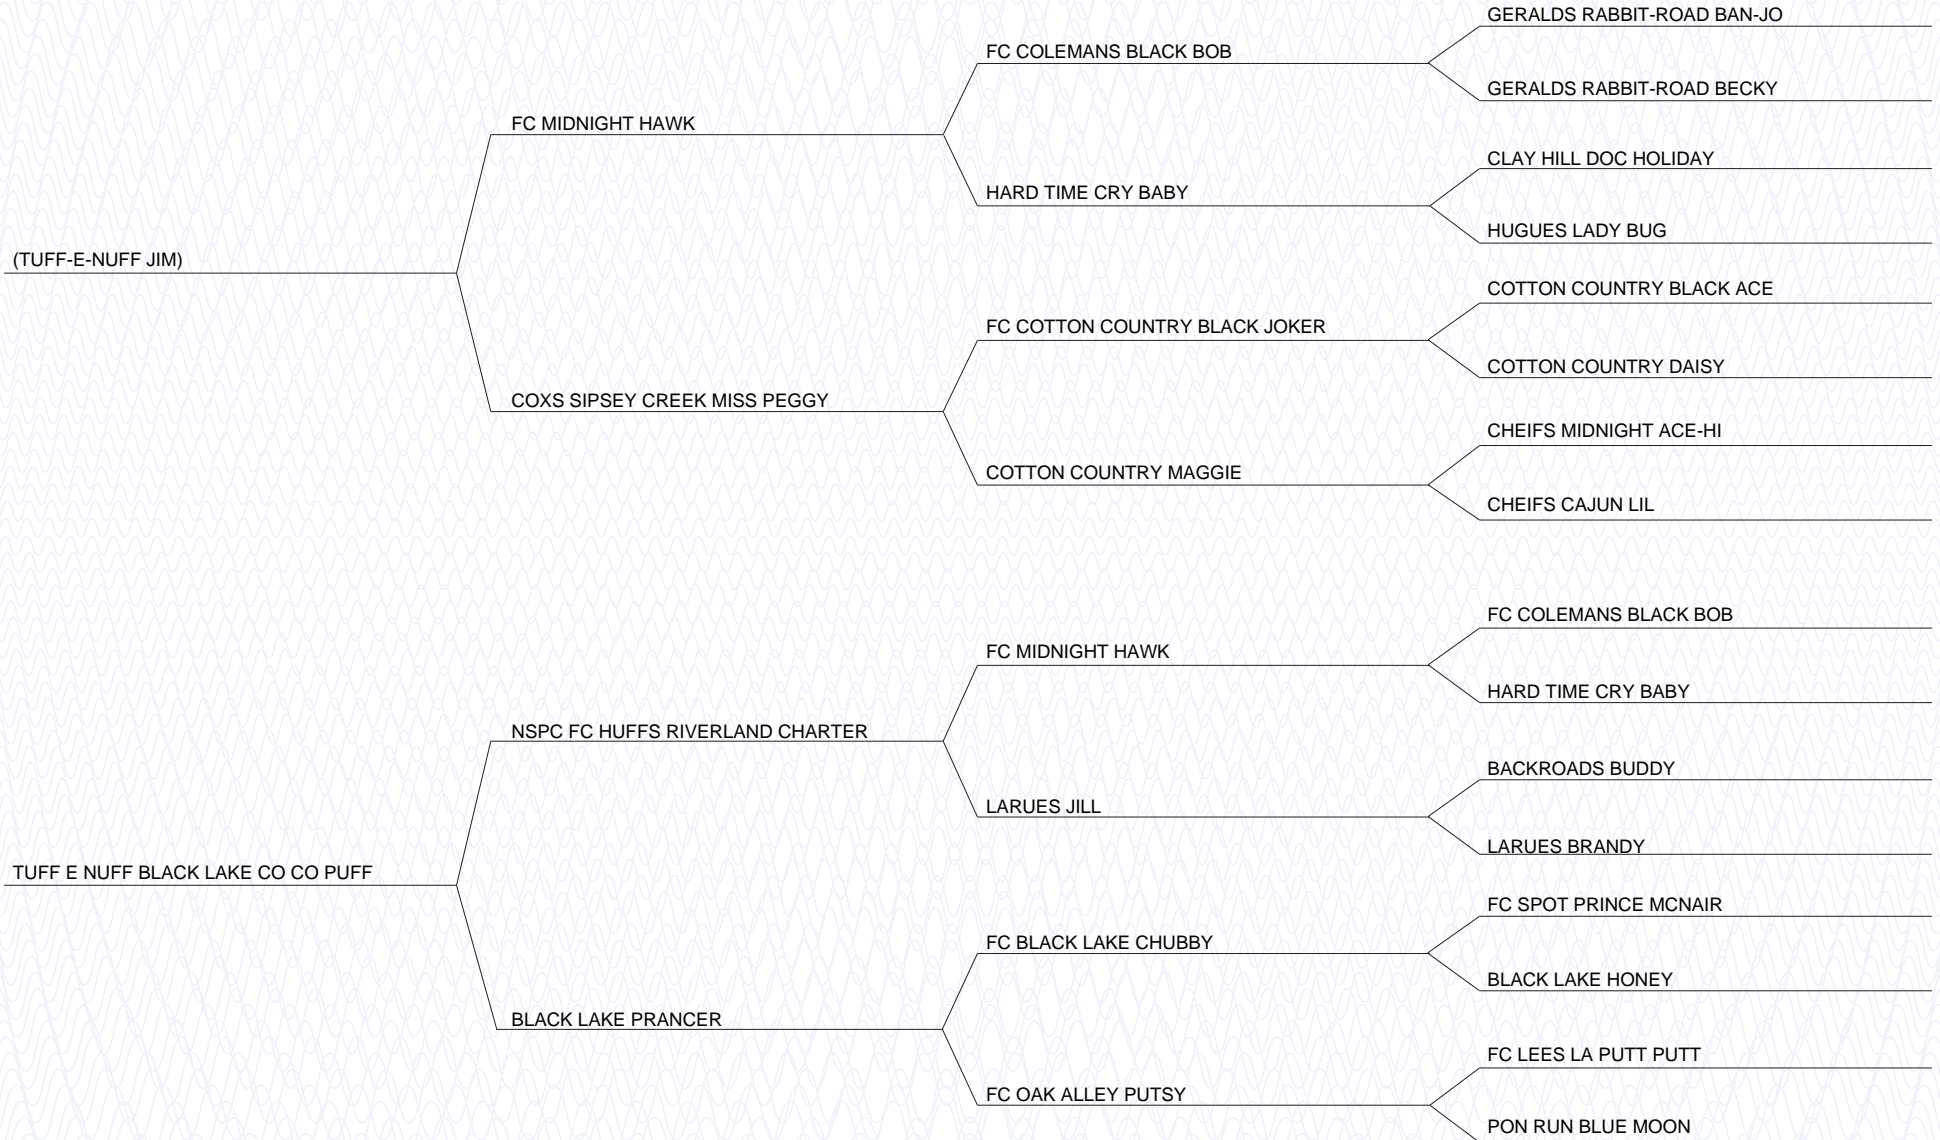 GERALDS RABBIT-ROAD BAN-JO
FC COLEMANS BLACK BOB
GERALDS RABBIT-ROAD BECKY
FC MIDNIGHT HAWK
CLAY HILL DOC HOLIDAY
HARD TIME CRY BABY
HUGUES LADY BUG
(TUFF-E-NUFF JIM)
COTTON COUNTRY BLACK ACE
FC COTTON COUNTRY BLACK JOKER
COTTON COUNTRY DAISY
COXS SIPSEY CREEK MISS PEGGY
CHEIFS MIDNIGHT ACE-HI
COTTON COUNTRY MAGGIE
CHEIFS CAJUN LIL
FC COLEMANS BLACK BOB
FC MIDNIGHT HAWK
HARD TIME CRY BABY
NSPC FC HUFFS RIVERLAND CHARTER
BACKROADS BUDDY
LARUES JILL
LARUES BRANDY
TUFF E NUFF BLACK LAKE CO CO PUFF
FC SPOT PRINCE MCNAIR
FC BLACK LAKE CHUBBY
BLACK LAKE HONEY
BLACK LAKE PRANCER
FC LEES LA PUTT PUTT
FC OAK ALLEY PUTSY
PON RUN BLUE MOON